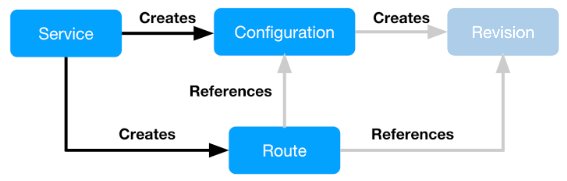 Creates
Creates
Service
Configuration
Revision
References
Creates
References
Route